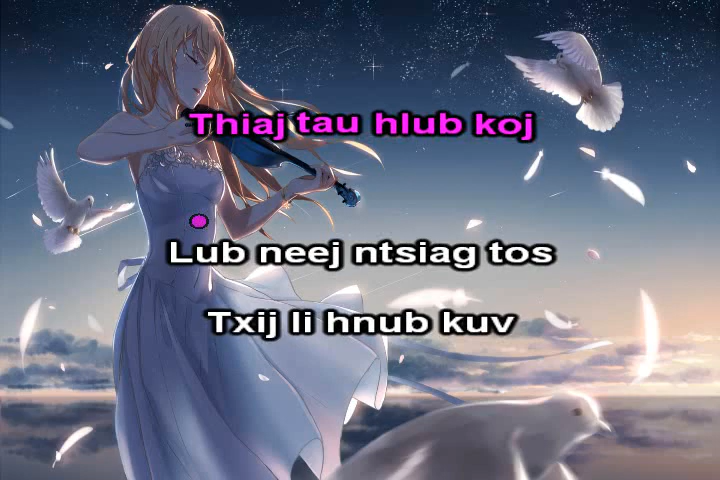 Thiaj tau hlub koj
Lub neej ntsiag tos
Txij li hnub kuv